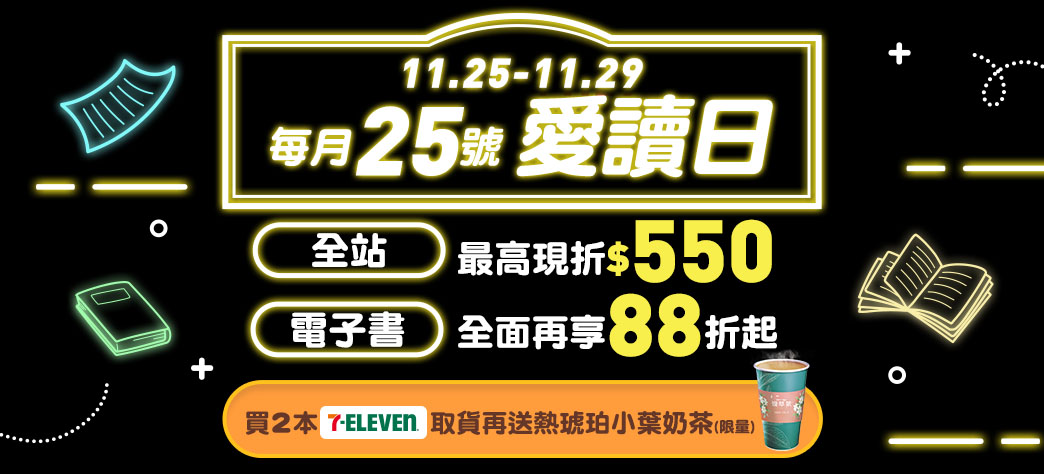 11.25-11.29
每月25號 愛讀日
全站 最高現折$550
電子書 全面再享88折起
買2本 7-ELEVEN 取貨再送熱琥珀小葉奶茶(限量)